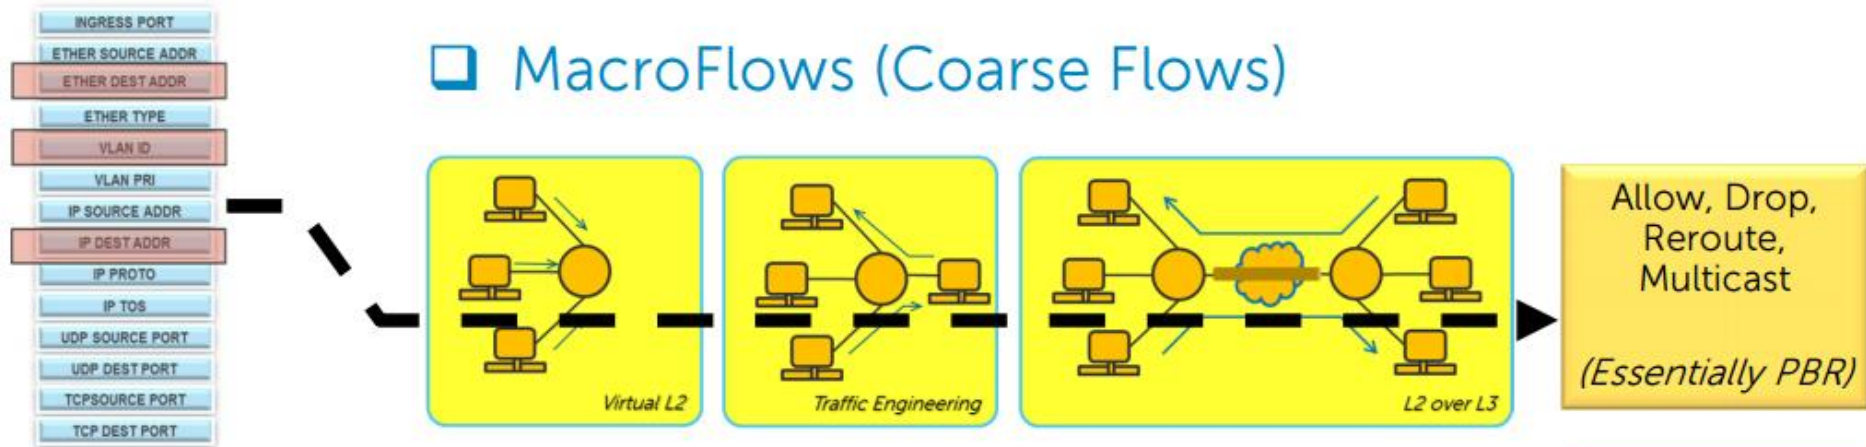 INGRESS PORT
ETHER SOURCE ADDR
ETHER DEST ADDR
ETHER TYPE
VLAN ID
VLAN PRI
IP SOURCE ADDR
IP DEST ADDR
IP PROTO
IP TOS
UDP SOURCE PORT
UDP DEST PORT
TCPSOURCE PORT
TCP DEST PORT
MacroFlows (Coarse Flows)
Virtual L2
Traffic Engineering
L2 over L3
Allow, Drop,
Reroute,
Multicast
(Essentially PBR)